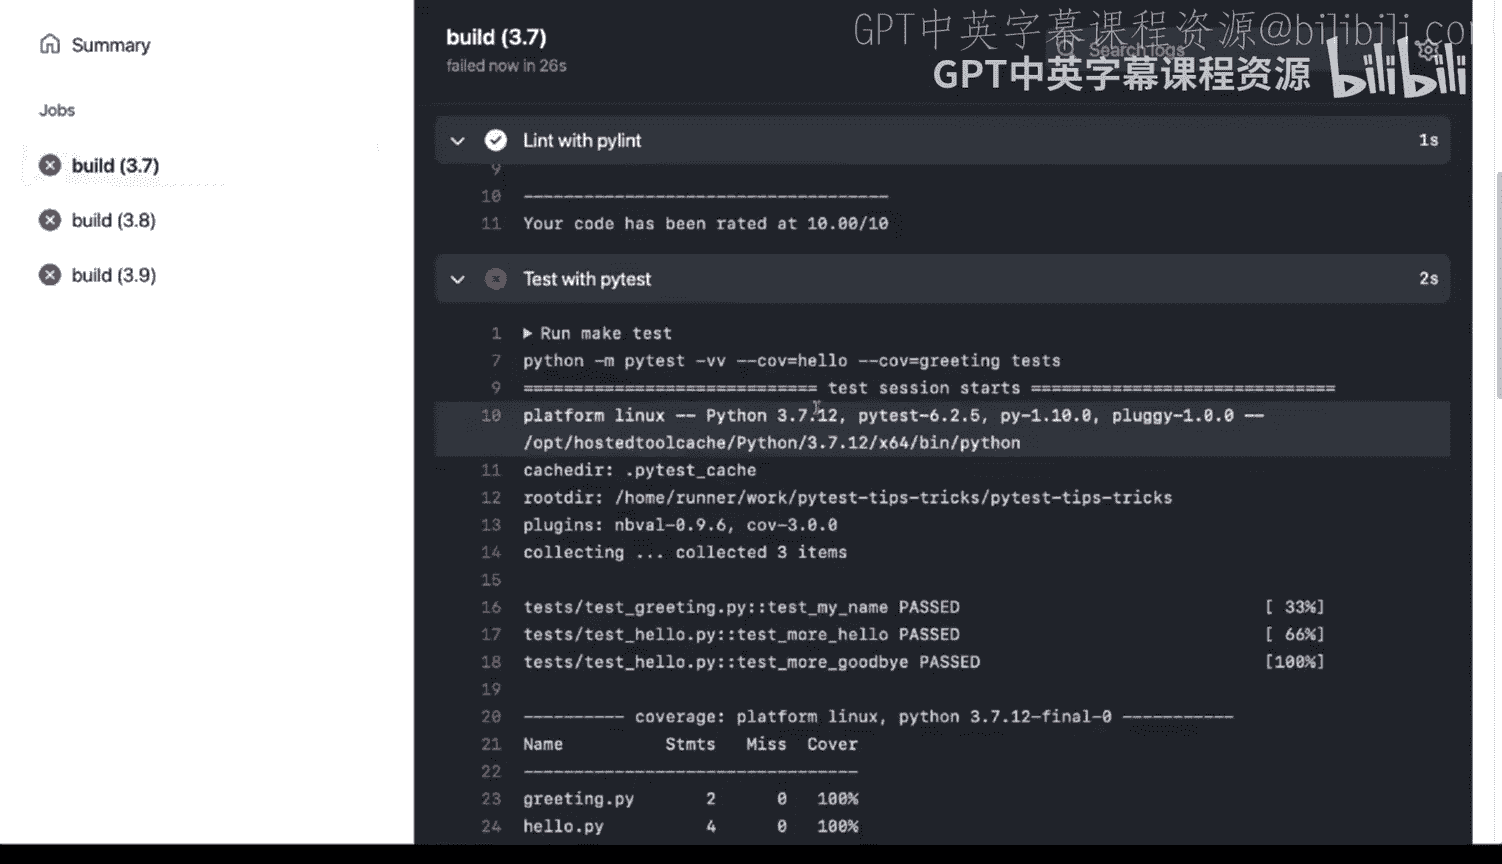 Summary
Jobs
build (3.7)
build (3.8)
build (3.9)
build (3.7)
failed now in 26s
GPT中英字幕课程资源@bilibili.com
Search logs
GPT中英字幕课程资源 bilibili
Lint with pylint 1s
9
10 ------------------------------------
11 Your code has been rated at 10.00/10
Test with pytest 2s
1 Run make test
7 python -m pytest -vv --cov=hello --cov=greeting tests
9 ============================= test session starts ==============================
10 platform linux -- Python 3.7.12, pytest-6.2.5, py-1.10.0, pluggy-1.0.0 --
/opt/hostedtoolcache/Python/3.7.12/x64/bin/python
11 cachedir: .pytest_cache
12 rootdir: /home/runner/work/pytest-tips-tricks/pytest-tips-tricks
13 plugins: nbval-0.9.6, cov-3.0.0
14 collecting ... collected 3 items
15
16 tests/test_greeting.py::test_my_name PASSED [ 33%]
17 tests/test_hello.py::test_more_hello PASSED [ 66%]
18 tests/test_hello.py::test_more_goodbye PASSED [100%]
19
20 ---------- coverage: platform linux, python 3.7.12-final-0 -----------
21 Name Stmts Miss Cover
22 ---------------------------------
23 greeting.py 2 0 100%
24 hello.py 4 0 100%